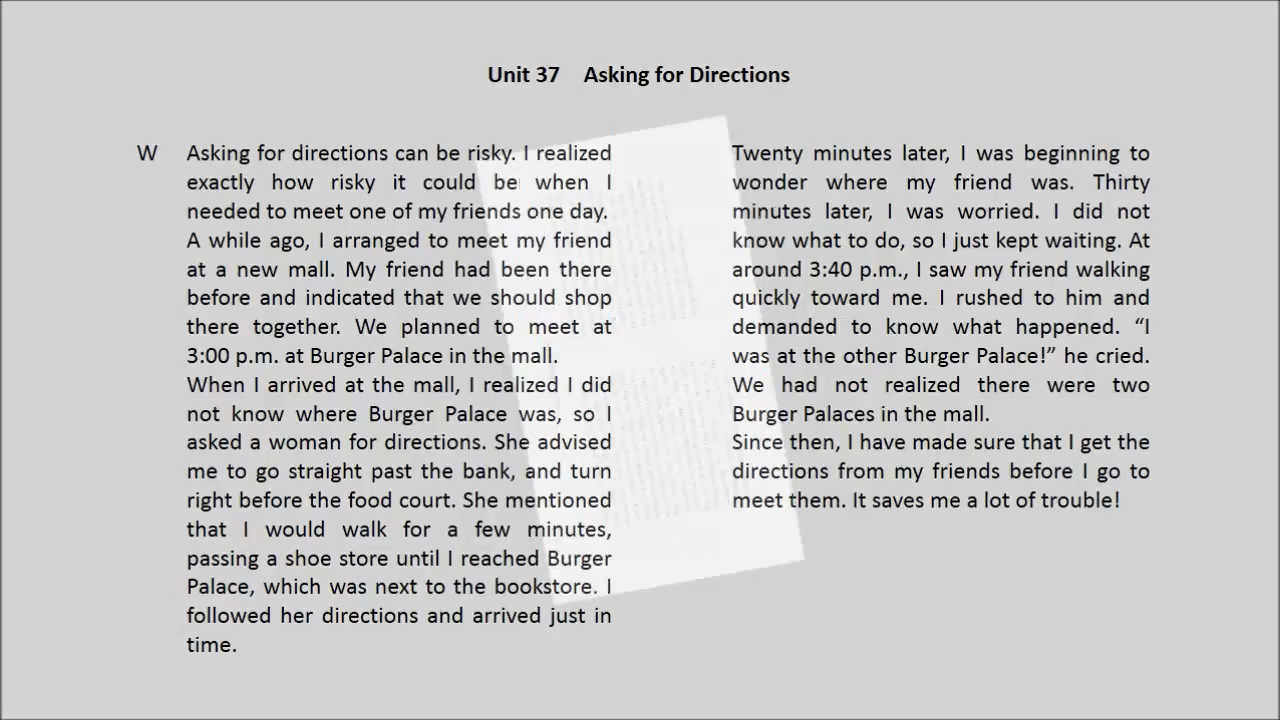 Unit 37 Asking for Directions
W Asking for directions can be risky. I realized
exactly how risky it could be when I
needed to meet one of my friends one day.
A while ago, I arranged to meet my friend
at a new mall. My friend had been there
before and indicated that we should shop
there together. We planned to meet at
3:00 p.m. at Burger Palace in the mall.
When I arrived at the mall, I realized I did
not know where Burger Palace was, so I
asked a woman for directions. She advised
me to go straight past the bank, and turn
right before the food court. She mentioned
that I would walk for a few minutes,
passing a shoe store until I reached Burger
Palace, which was next to the bookstore. I
followed her directions and arrived just in
time.
Twenty minutes later, I was beginning to
wonder where my friend was. Thirty
minutes later, I was worried. I did not
know what to do, so I just kept waiting. At
around 3:40 p.m., I saw my friend walking
quickly toward me. I rushed to him and
demanded to know what happened. “I
was at the other Burger Palace!” he cried.
We had not realized there were two
Burger Palaces in the mall.
Since then, I have made sure that I get the
directions from my friends before I go to
meet them. It saves me a lot of trouble!